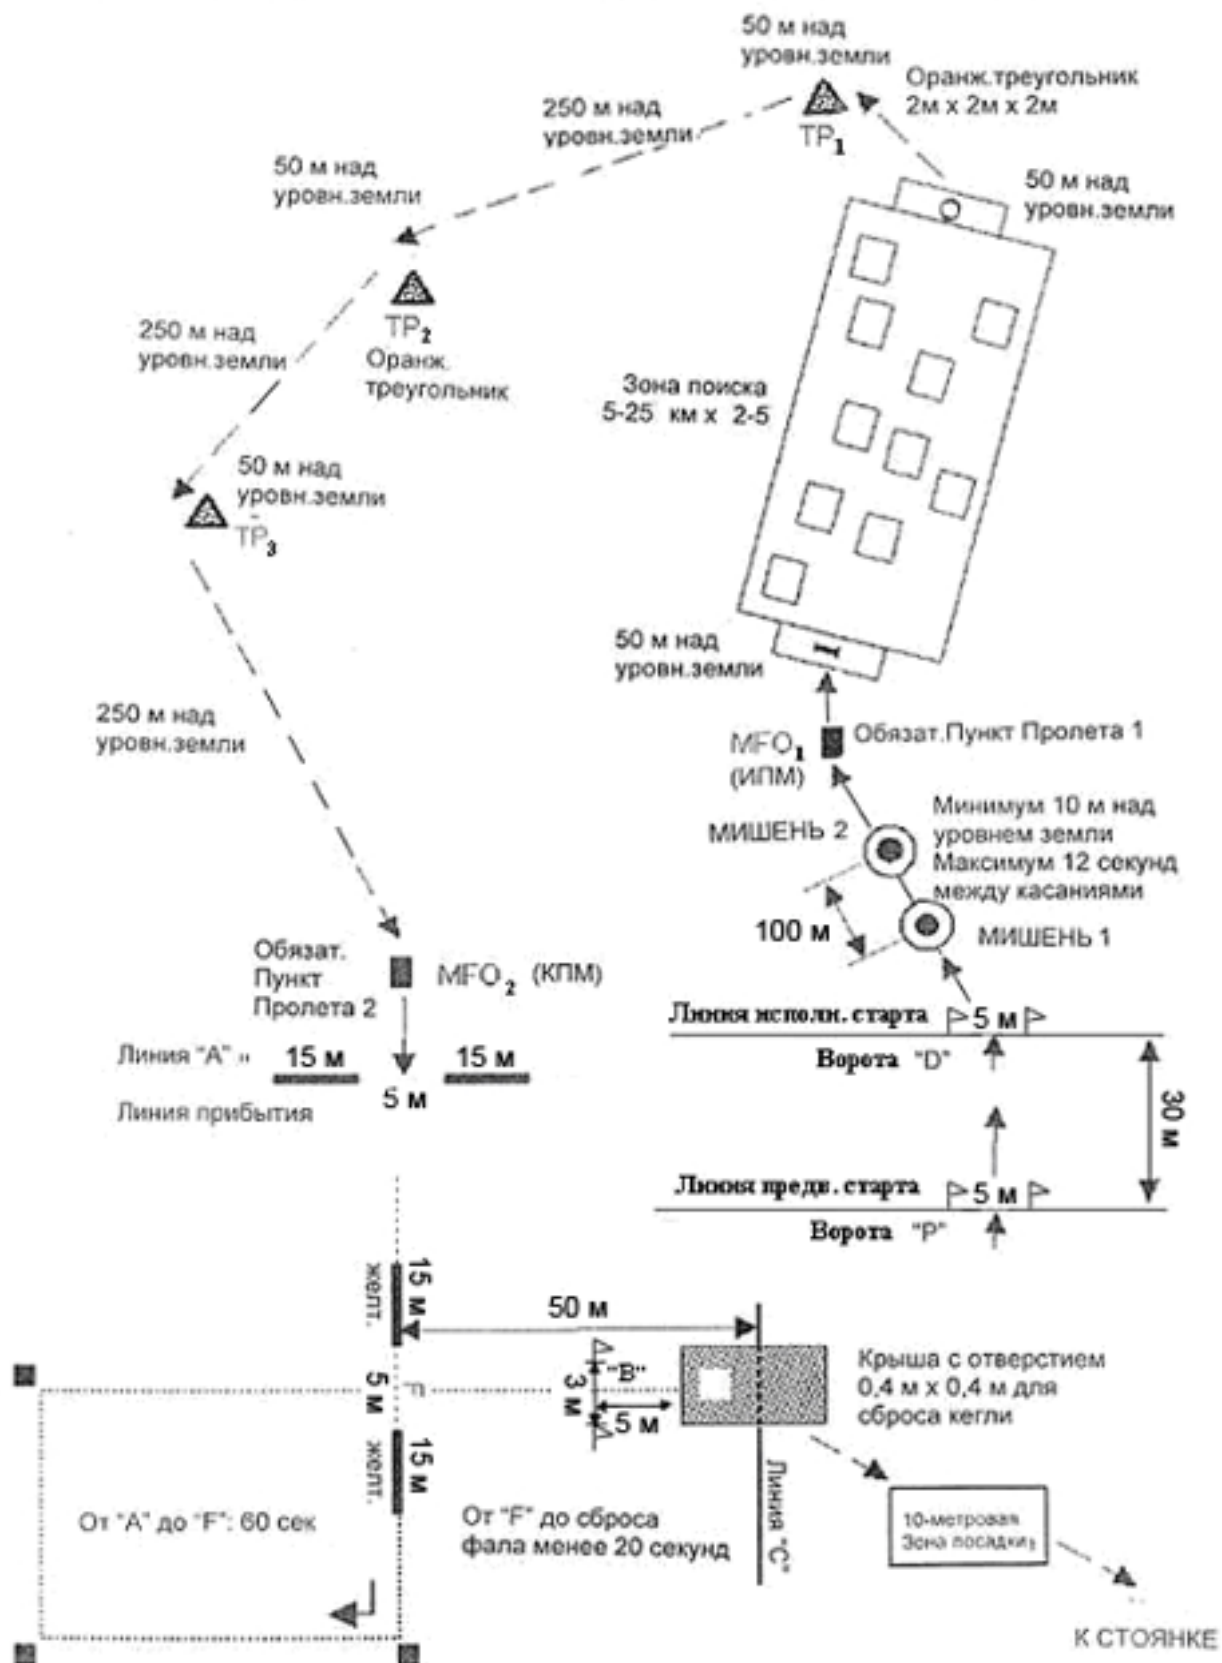 50 м над
уровн.земли
Оранж.треугольник
2м х 2м х 2м
250 м над
уровн.земли
TP1
50 м над
уровн.земли
50 м над
уровн.земли
TP2
Оранж.
треугольник
250 м над
уровн.земли
Зона поиска
5-25 км х 2-5
50 м над
уровн.земли
TP3
50 м над
уровн.земли
I
250 м над
уровн.земли
MFO1
(ИПМ)
Обязат.Пункт Пролета 1
МИШЕНЬ 2
Минимум 10 м над
уровнем земли
Максимум 12 секунд
между касаниями
100 м
МИШЕНЬ 1
Обязат.
Пункт
Пролета 2
MFO2 (КПМ)
Линия исполн. старта
5 м
Ворота "D"
Линия "А"
15 м
15 м
5 м
Линия прибытия
30 м
Линия предв. старта
5 м
Ворота "P"
15 м
желт.
50 м
"B"
3 м
5 м
5 м
F
Крыша с отверстием
0,4 м х 0,4 м для
сброса кегли
15 м
желт.
Линия "С"
От "А" до "F": 60 сек
От "F" до сброса
фала менее 20 секунд
10-метровая
Зона посадки
К СТОЯНКЕ